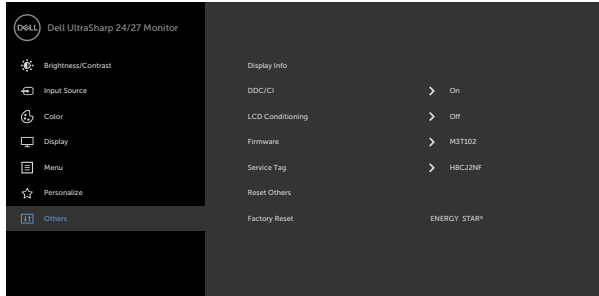 DELL Dell UltraSharp 24/27 Monitor
Brightness/Contrast
Input Source
Color
Display
Menu
Personalize
Others
Display Info
DDC/CI On
LCD Conditioning Off
Firmware M3T102
Service Tag H8CJ2NF
Reset Others
Factory Reset ENERGY STAR®